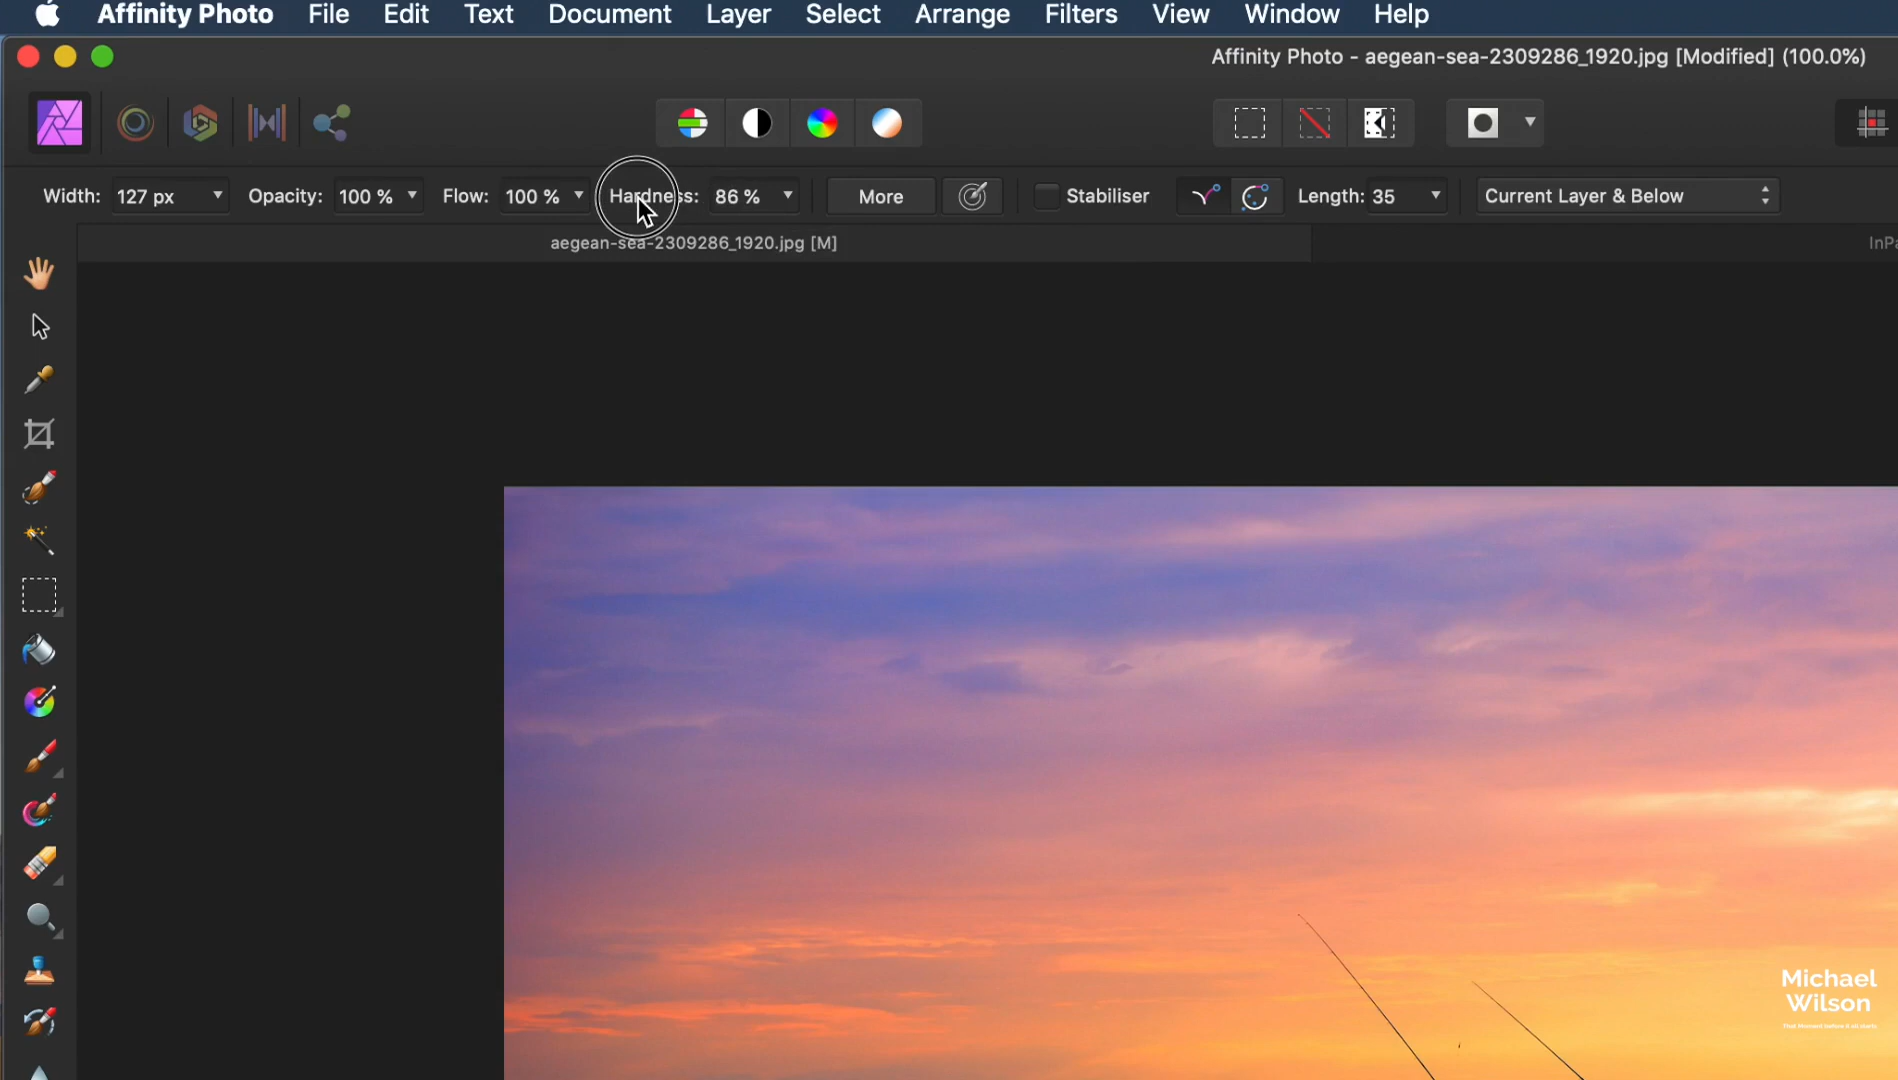 Affinity Photo File Edit Text Document Layer Select Arrange Filters View Window Help
Affinity Photo - aegean-sea-2309286_1920.jpg [Modified] (100.0%)
Width: 127 px Opacity: 100 % Flow: 100 % Hardness: 86 % More Stabiliser Length: 35 Current Layer & Below
aegean-sea-2309286_1920.jpg [M] InPa
Michael
Wilson